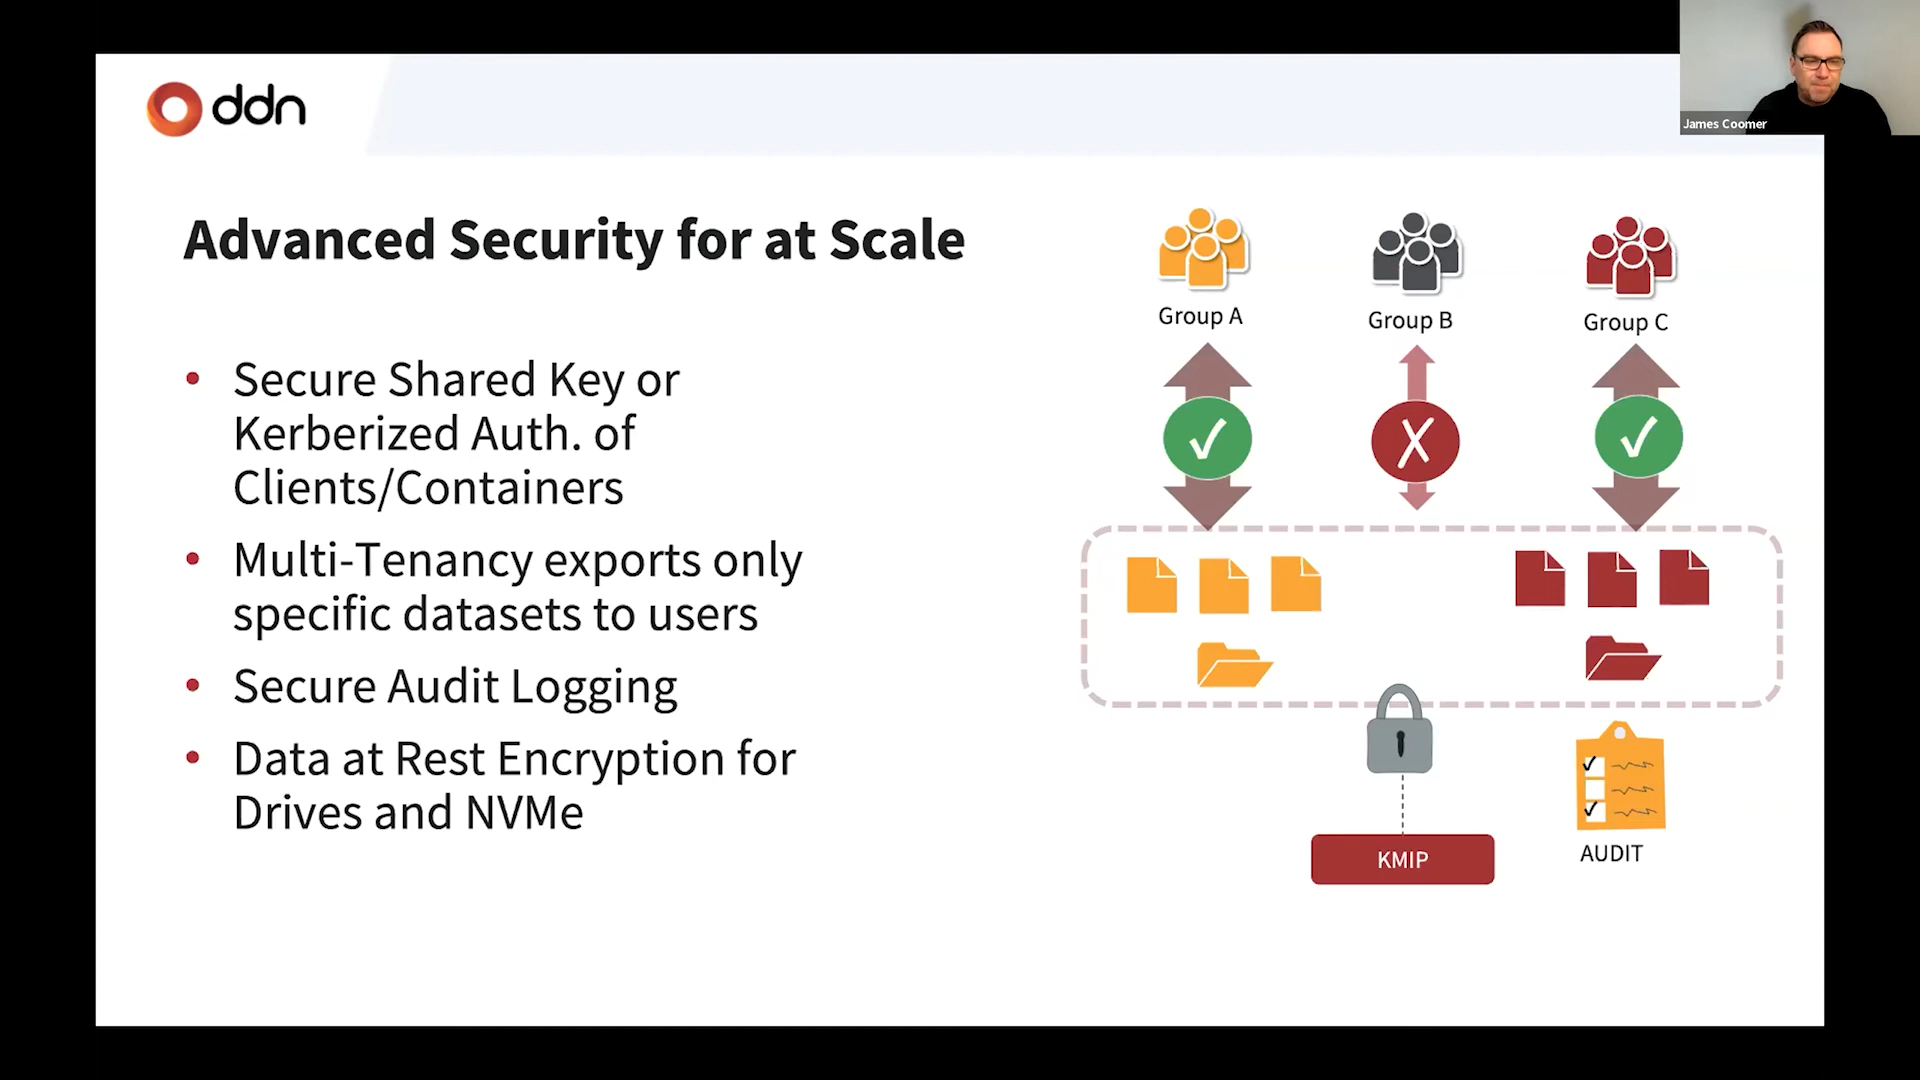 ddn
James Coomer
Advanced Security for at Scale
• Secure Shared Key or
Kerberized Auth. of
Clients/Containers
• Multi-Tenancy exports only
specific datasets to users
• Secure Audit Logging
• Data at Rest Encryption for
Drives and NVMe
Group A
Group B
Group C
KMIP
AUDIT